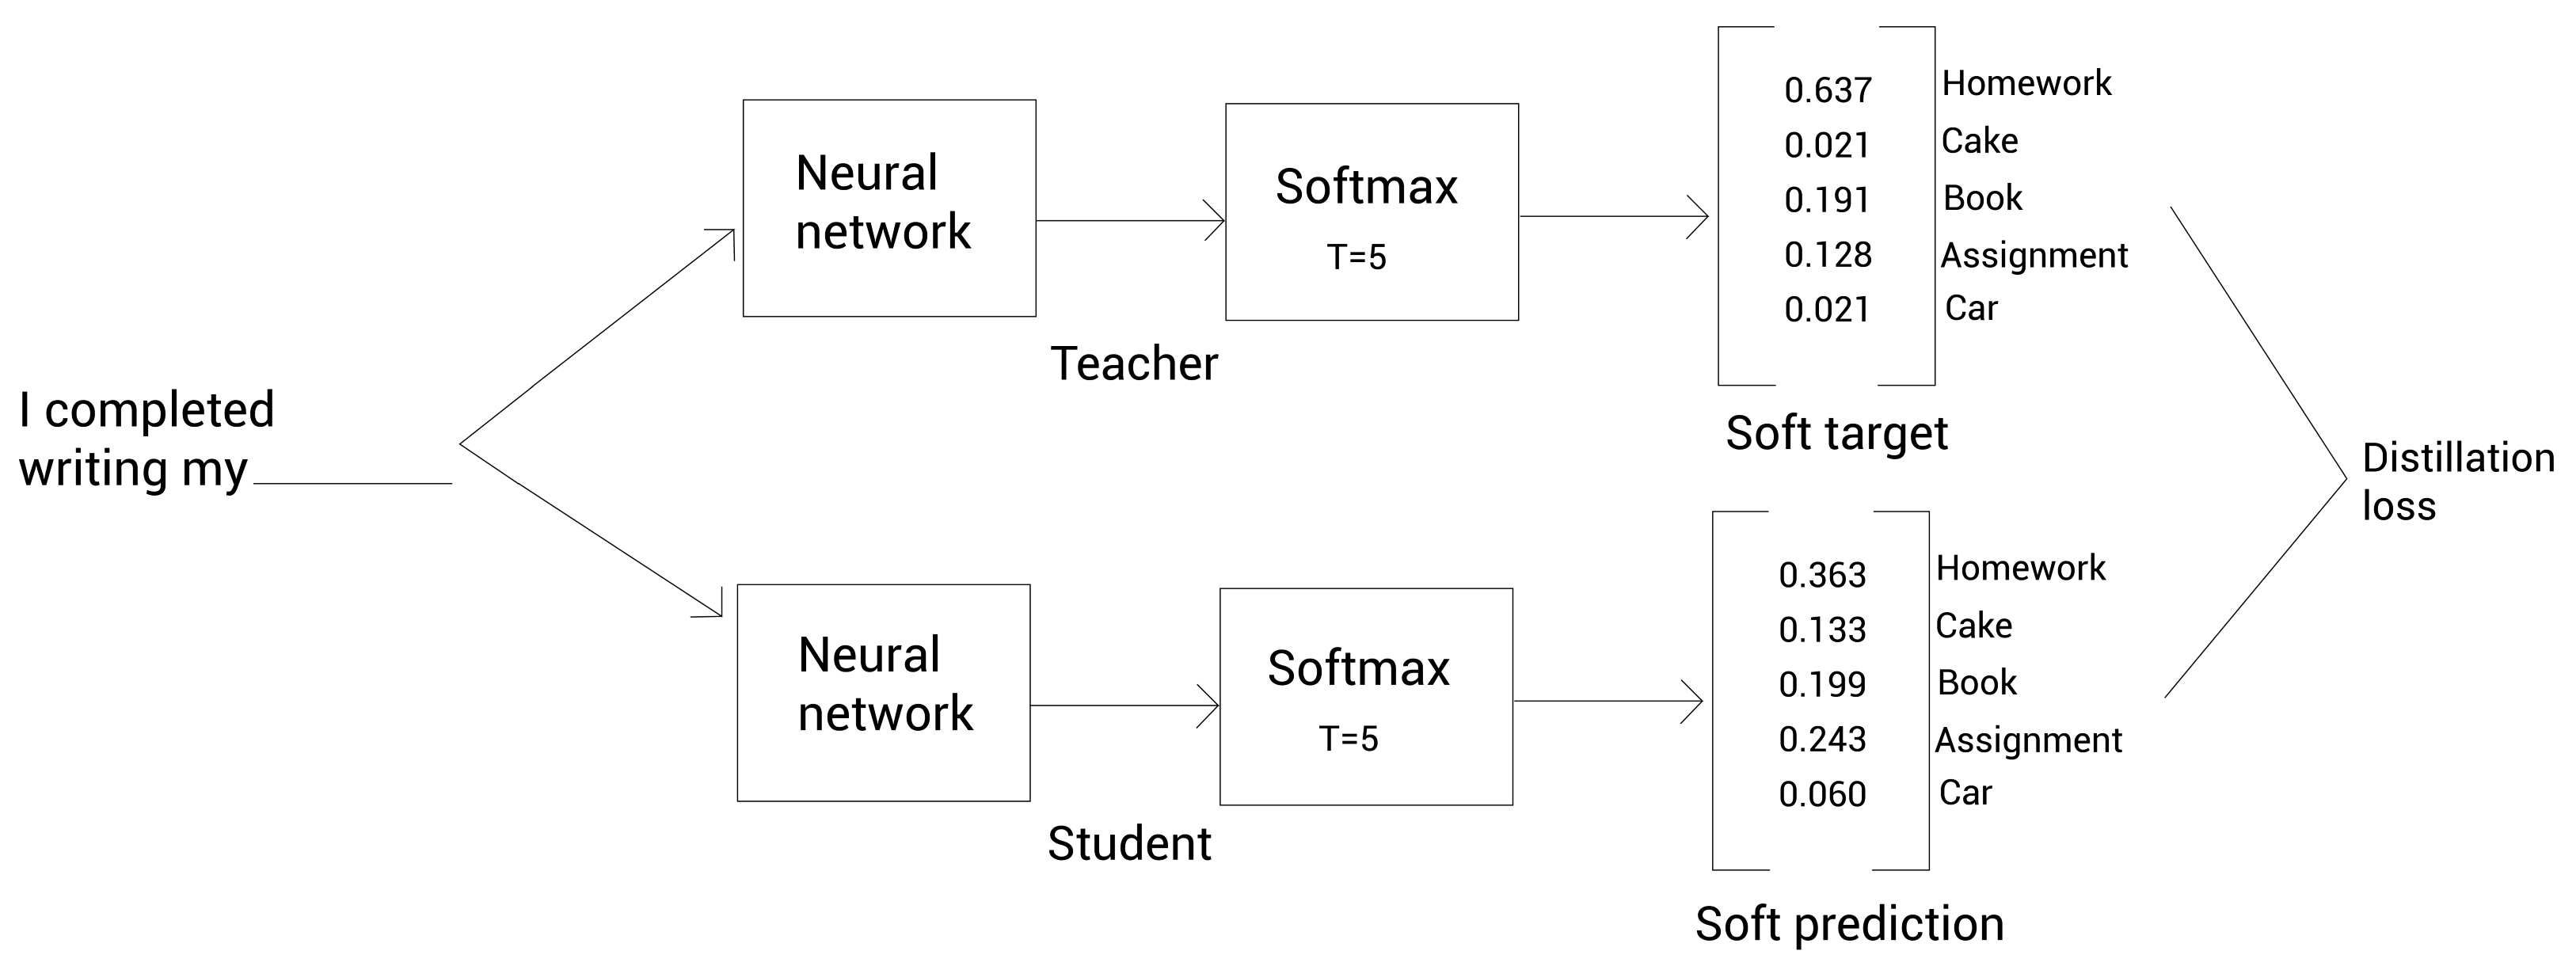 I completed
writing my
Neural
network
Softmax
T=5
Teacher
0.637 Homework
0.021 Cake
0.191 Book
0.128 Assignment
0.021 Car
Soft target
Neural
network
Softmax
T=5
Student
0.363 Homework
0.133 Cake
0.199 Book
0.243 Assignment
0.060 Car
Soft prediction
Distillation
loss